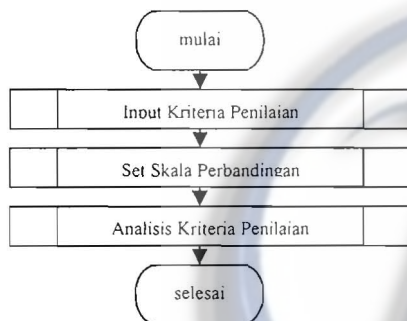 mulai
Input Kriteria Penilaian
Set Skala Perbandingan
Analisis Kriteria Penilaian
selesai